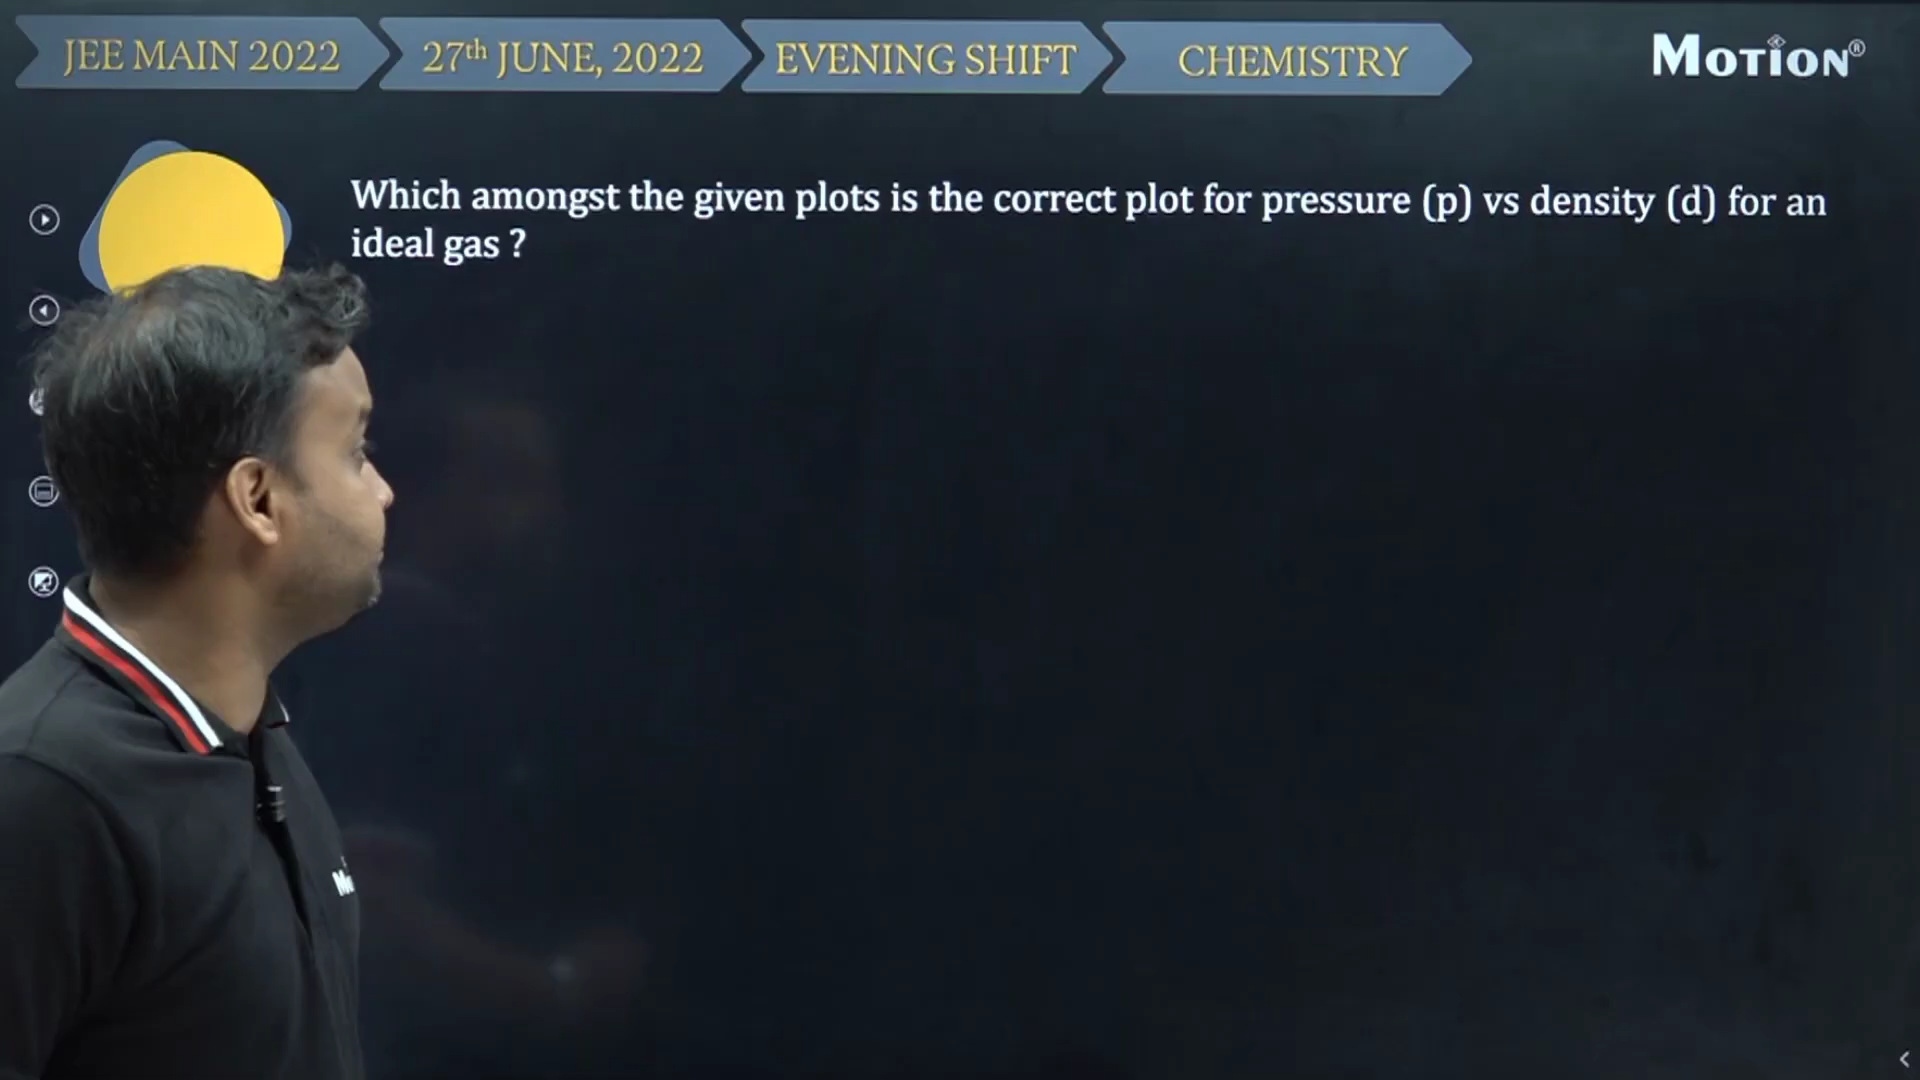 JEE MAIN 2022
27th JUNE, 2022
EVENING SHIFT
CHEMISTRY
MOTION®
Which amongst the given plots is the correct plot for pressure (p) vs density (d) for an
ideal gas ?